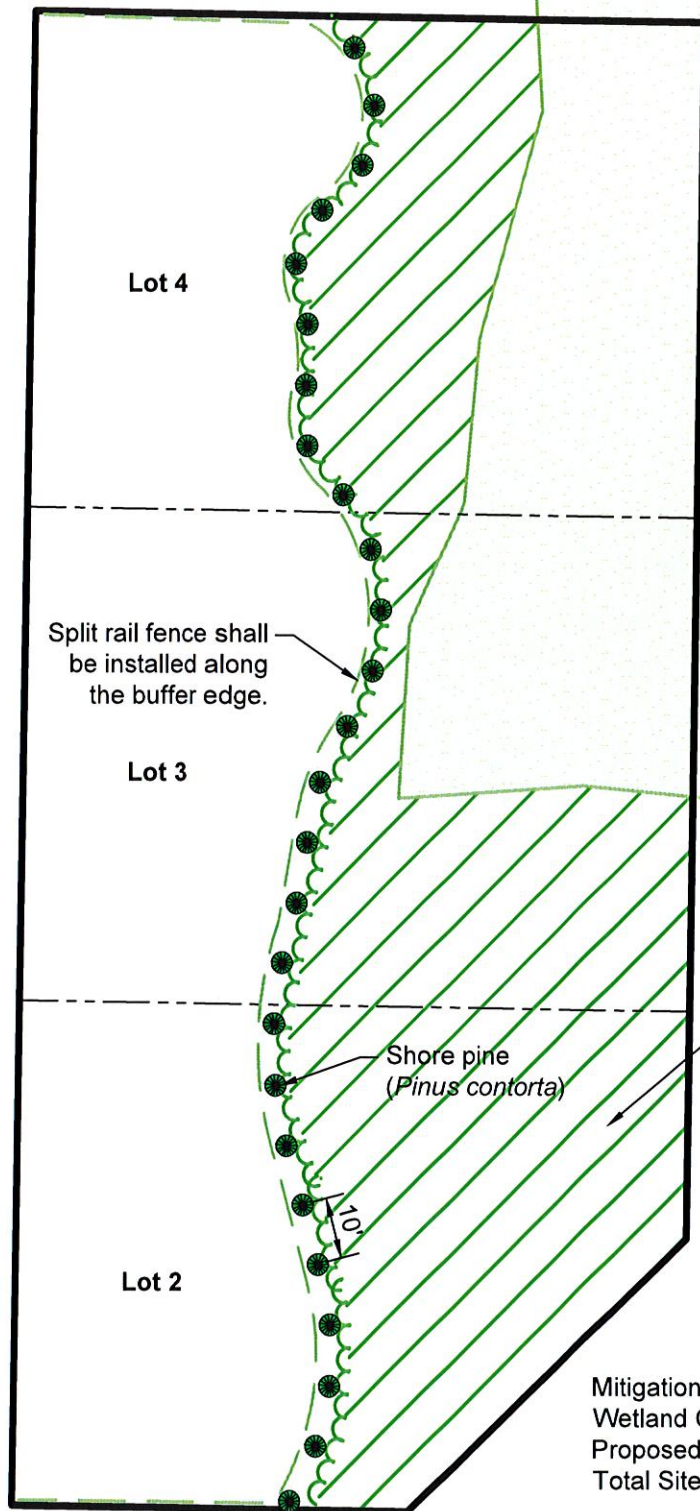 Lot 4
Split rail fence shall
be installed along
the buffer edge.
Lot 3
Shore pine
(Pinus contorta)
10'
Lot 2
Mitigation
Wetland
Proposed
Total Site